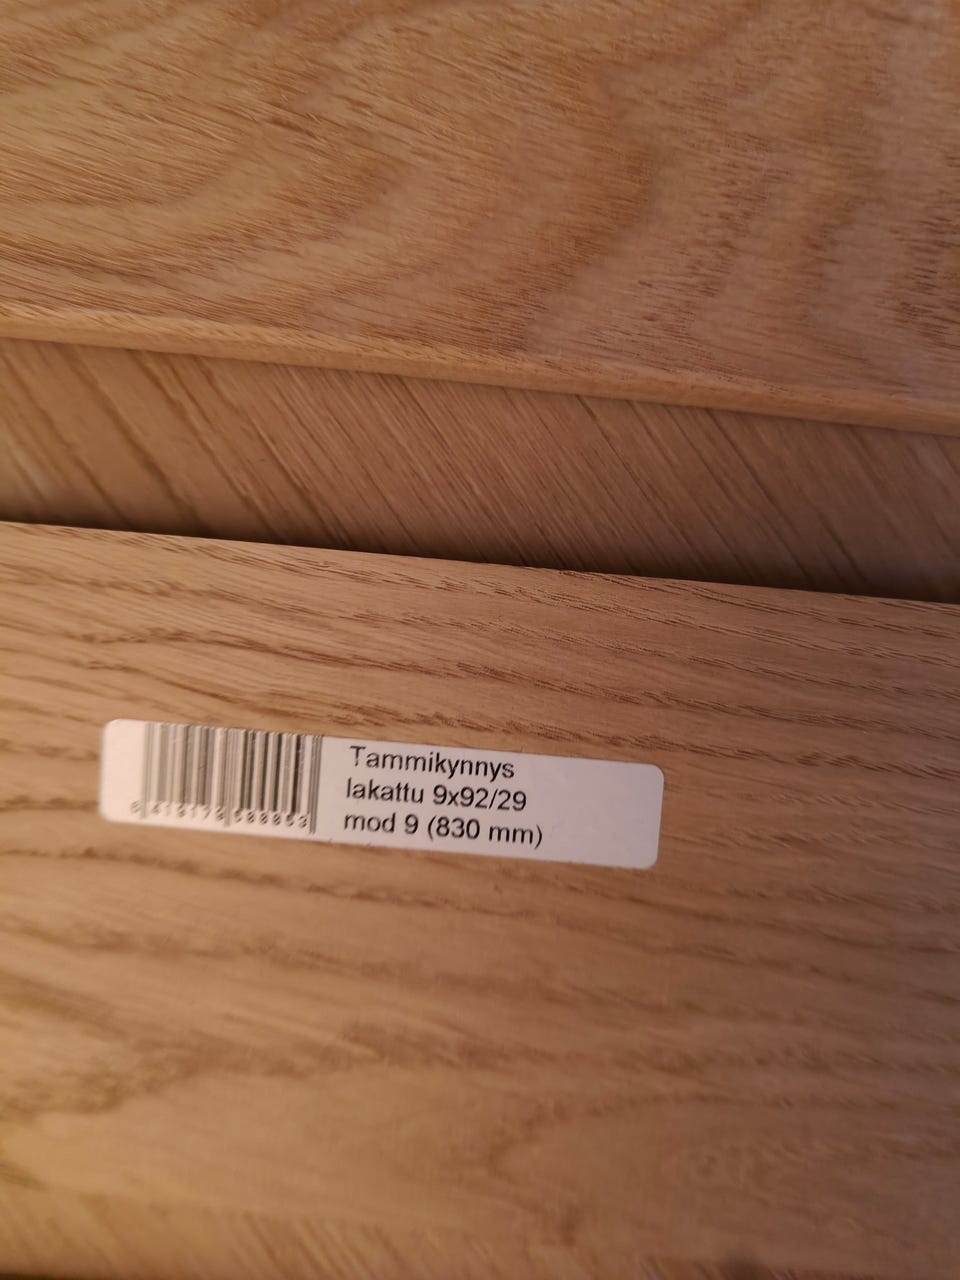 Tammikynnys
lakattu 9x92/29
mod 9 (830 mm)